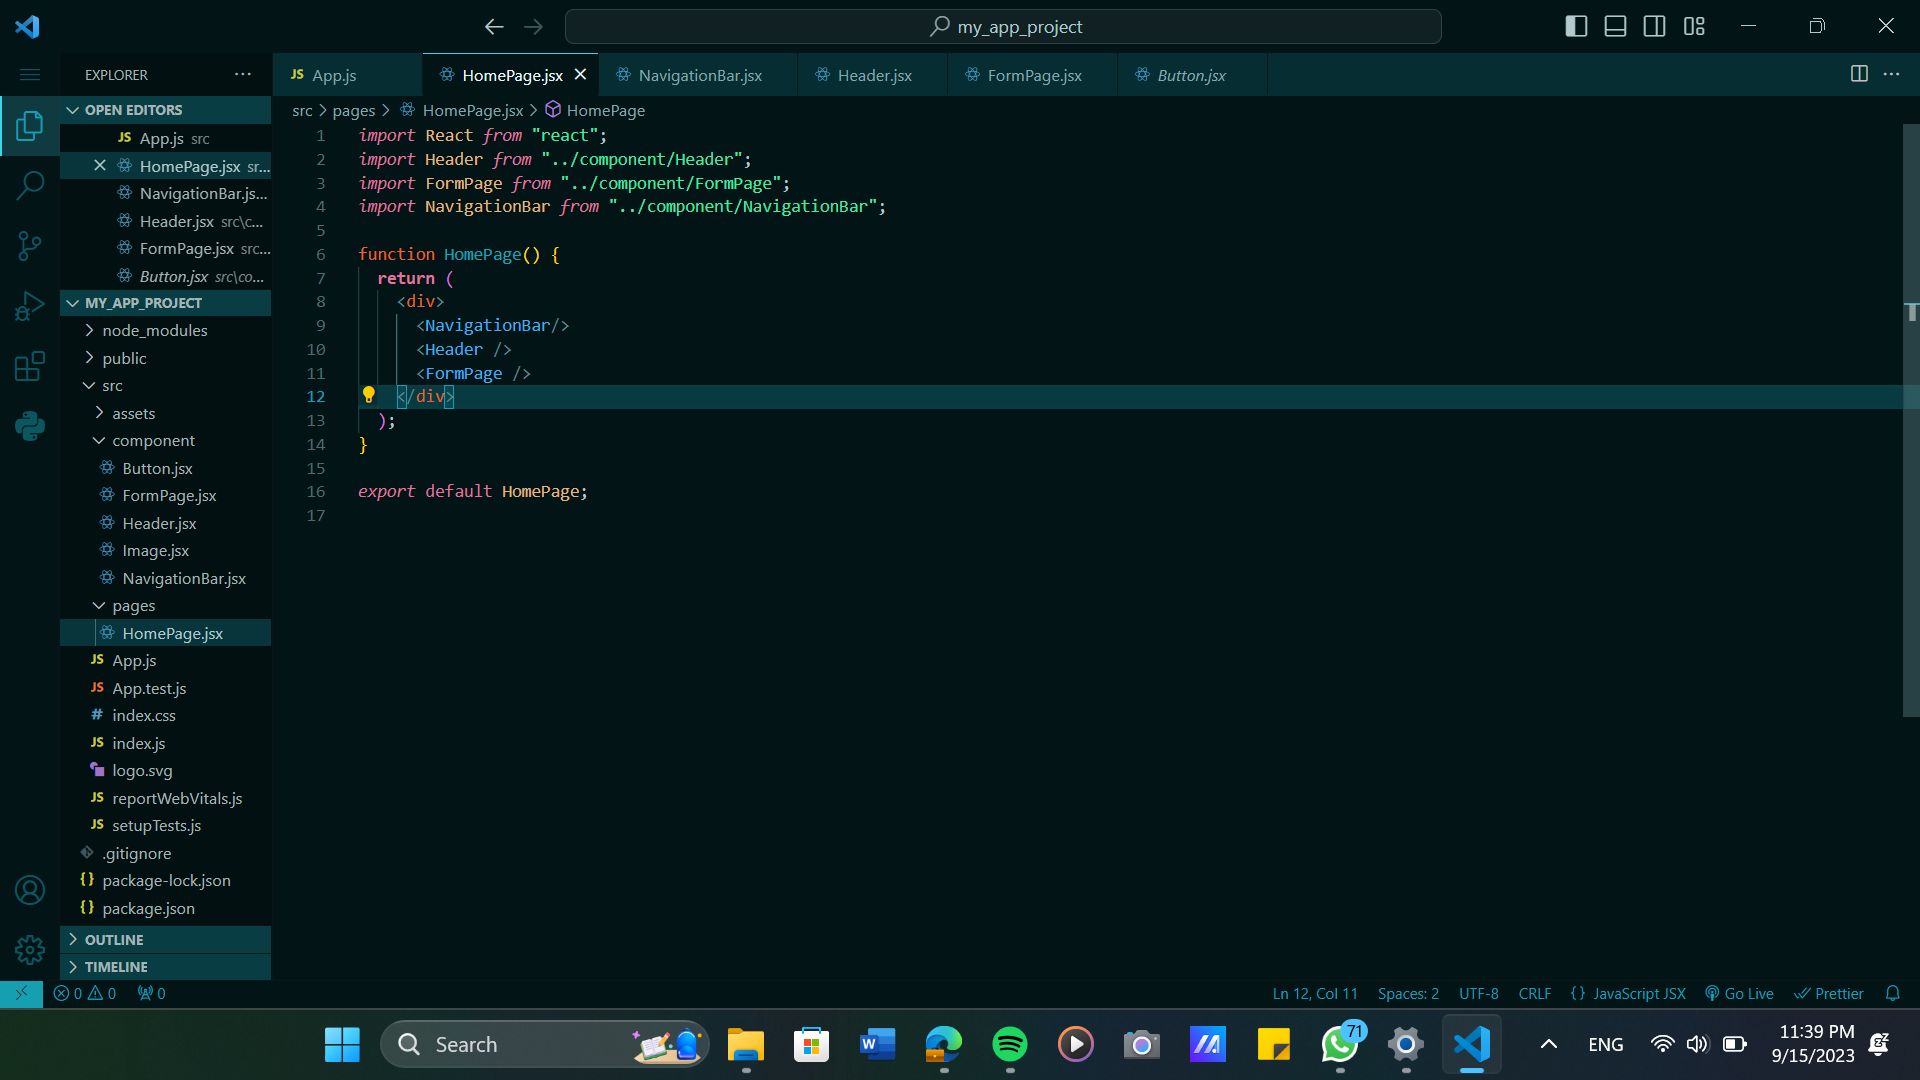 my_app_project
EXPLORER
JS App.js
HomePage.jsx
NavigationBar.jsx
Header.jsx
FormPage.jsx
Button.jsx
src > pages > HomePage.jsx > HomePage
OPEN EDITORS
JS App.js src
HomePage.jsx sr...
NavigationBar.js...
Header.jsx src\c...
FormPage.jsx src...
Button.jsx src\co...
MY_APP_PROJECT
node_modules
public
src
assets
component
Button.jsx
FormPage.jsx
Header.jsx
Image.jsx
NavigationBar.jsx
pages
HomePage.jsx
JS App.js
JS App.test.js
# index.css
JS index.js
logo.svg
JS reportWebVitals.js
JS setupTests.js
.gitignore
{} package-lock.json
{} package.json
OUTLINE
TIMELINE
1 import React from "react";
2 import Header from "../component/Header";
3 import FormPage from "../component/FormPage";
4 import NavigationBar from "../component/NavigationBar";
5
6 function HomePage() {
7 return (
8 <div>
9 <NavigationBar/>
10 <Header />
11 <FormPage />
12 </div>
13 );
14 }
15
16 export default HomePage;
17
0 0 0
Ln 12, Col 11
Spaces: 2
UTF-8
CRLF
{} JavaScript JSX
Go Live
Prettier
Search
W
71
ENG
11:39 PM
9/15/2023